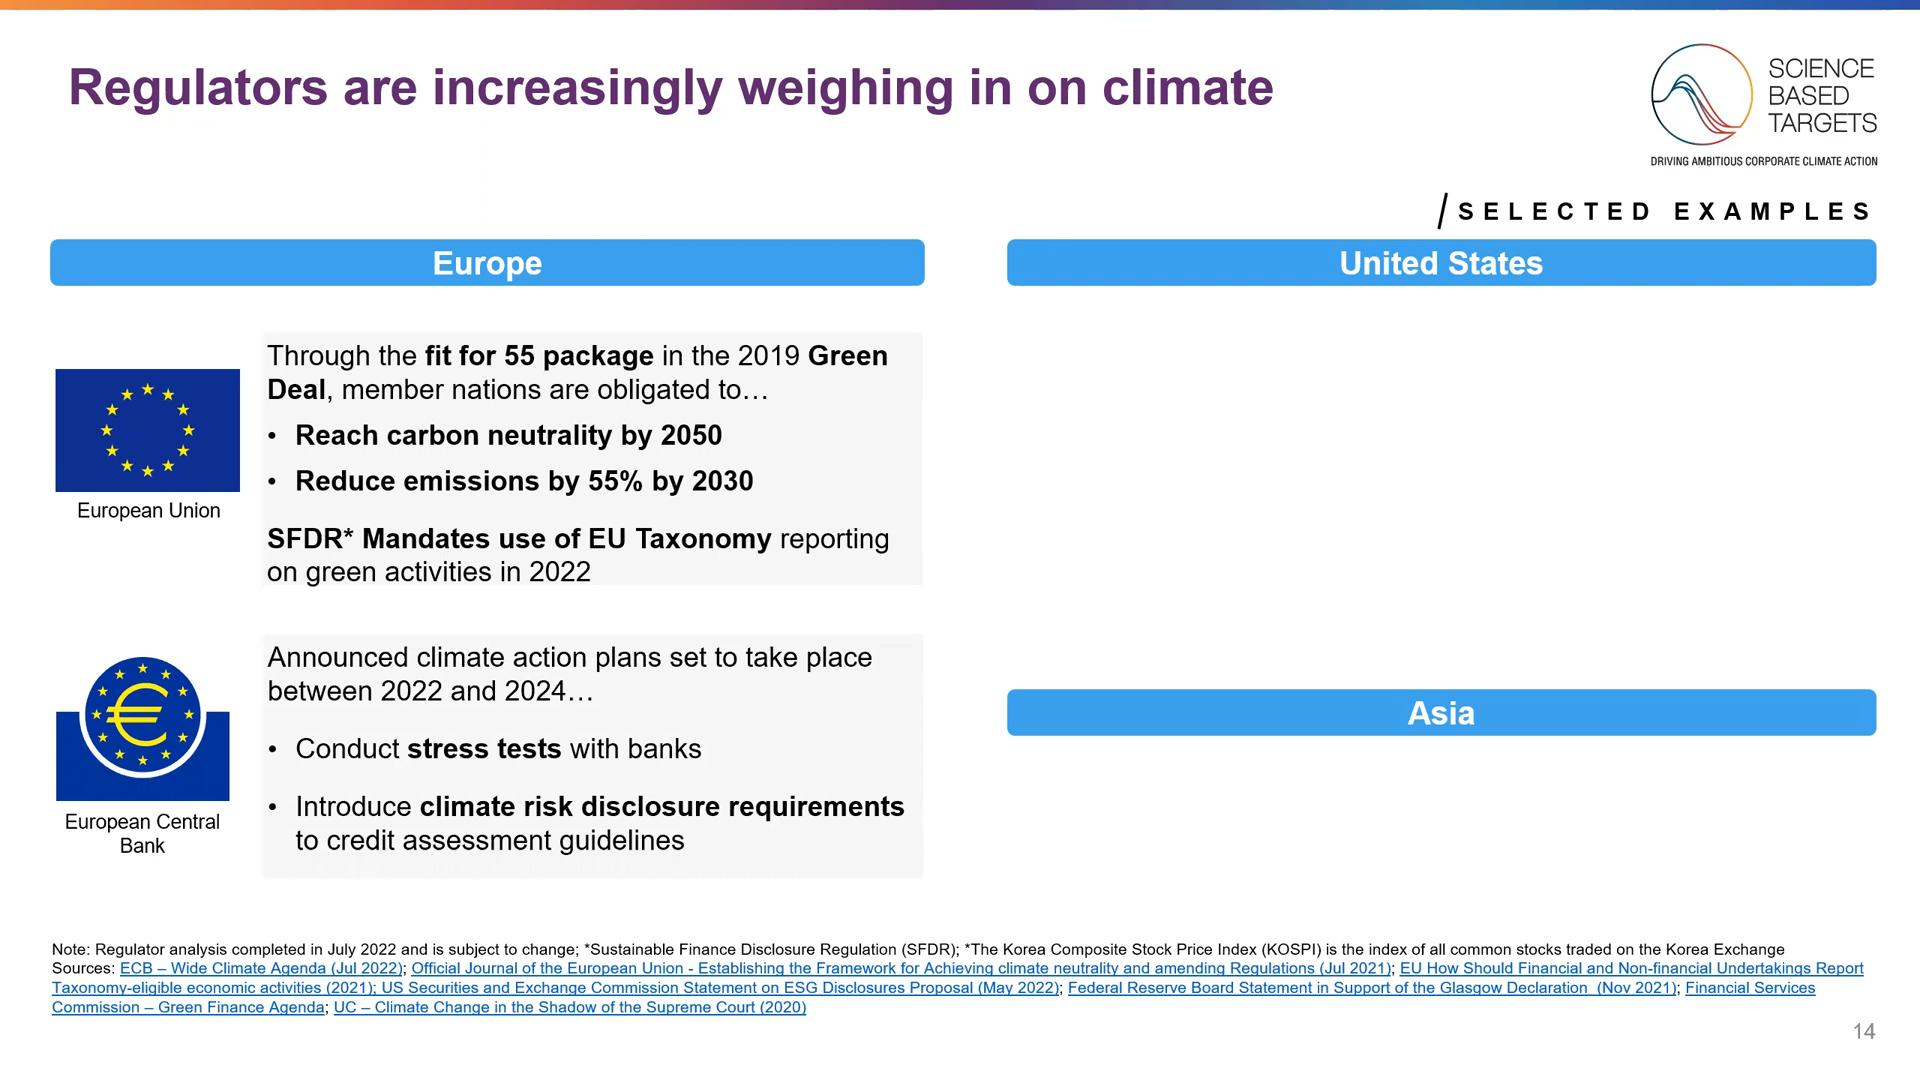 Regulators are increasingly weighing in on climate
SCIENCE
BASED
TARGETS
DRIVING AMBITIOUS CORPORATE CLIMATE ACTION
/SELECTED EXAMPLES
Europe
European Union
Through the fit for 55 package in the 2019 Green
Deal, member nations are obligated to…
• Reach carbon neutrality by 2050
• Reduce emissions by 55% by 2030
SFDR* Mandates use of EU Taxonomy reporting
on green activities in 2022
€
European Central
Bank
Announced climate action plans set to take place
between 2022 and 2024…
• Conduct stress tests with banks
• Introduce climate risk disclosure requirements
to credit assessment guidelines
United States
Asia
Note: Regulator analysis completed in July 2022 and is subject to change; *Sustainable Finance Disclosure Regulation (SFDR); *The Korea Composite Stock Price Index (KOSPI) is the index of all common stocks traded on the Korea Exchange
Sources: ECB – Wide Climate Agenda (Jul 2022); Official Journal of the European Union - Establishing the Framework for Achieving climate neutrality and amending Regulations (Jul 2021); EU How Should Financial and Non-financial Undertakings Report
Taxonomy-eligible economic activities (2021); US Securities and Exchange Commission Statement on ESG Disclosures Proposal (May 2022); Federal Reserve Board Statement in Support of the Glasgow Declaration (Nov 2021); Financial Services
Commission – Green Finance Agenda; UC – Climate Change in the Shadow of the Supreme Court (2020)
14